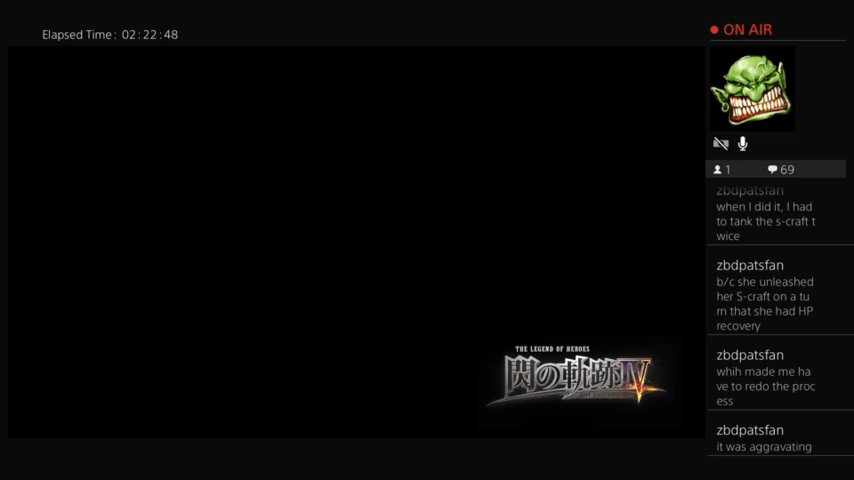 Elapsed Time: 02:22:48
ON AIR
1
69
zbdpatsfan
when I did it, I had
to tank the s-craft t
wice
zbdpatsfan
b/c she unleashed
her S-craft on a tu
rn that she had HP
recovery
zbdpatsfan
whih made me ha
ve to redo the proc
ess
zbdpatsfan
it was aggravating
THE LEGEND OF HEROES
閃の軌跡IV